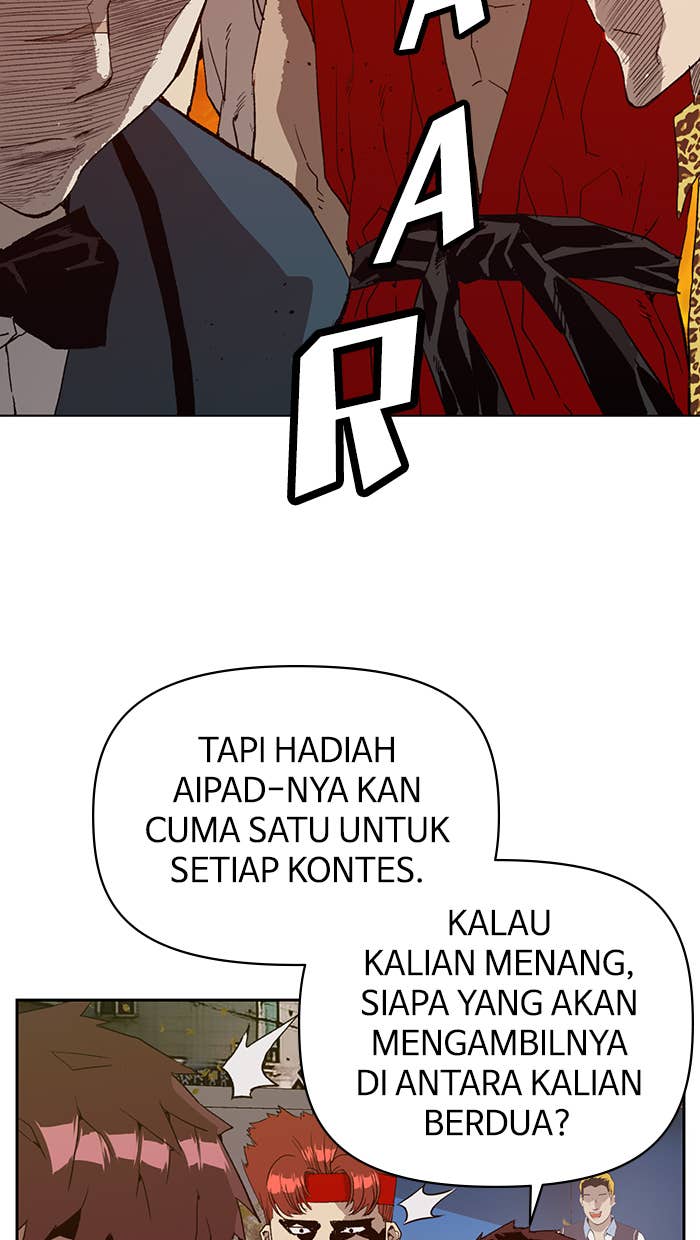 A
A
R
TAPI HADIAH
AIPAD-NYA KAN
CUMA SATU UNTUK
SETIAP KONTES.
KALAU
KALIAN MENANG,
SIAPA YANG AKAN
MENGAMBILNYA
DI ANTARA KALIAN
BERDUA?